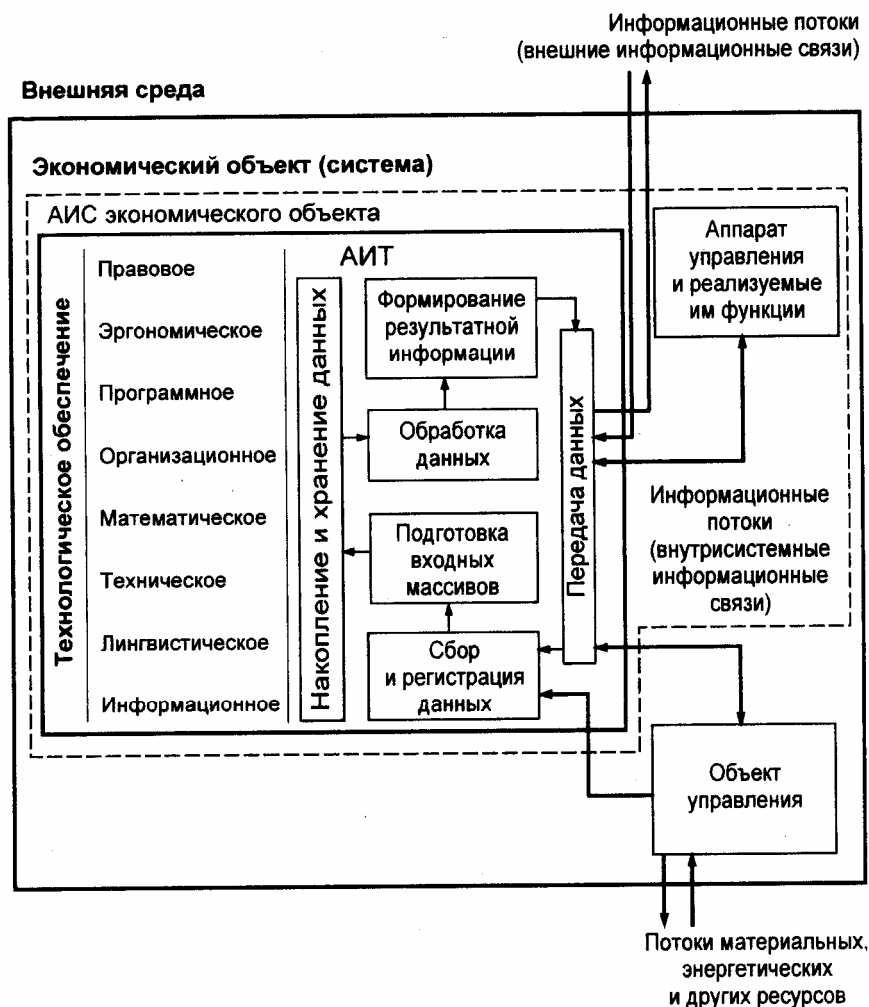 Информационные потоки
(внешние информационные связи)
Внешняя среда
Экономический объект (система)
АИС экономического объекта
Технологическое обеспечение
Правовое
Эргономическое
Программное
Организационное
Математическое
Техническое
Лингвистическое
Информационное
АИТ
Накопление и хранение данных
Формирование
результатной
информации
Обработка
данных
Подготовка
входных
массивов
Сбор
и регистрация
данных
Передача данных
Аппарат
управления
и реализуемые
им функции
Информационные
потоки
(внутрисистемные
информационные
связи)
Объект
управления
Потоки материальных,
энергетических
и других ресурсов